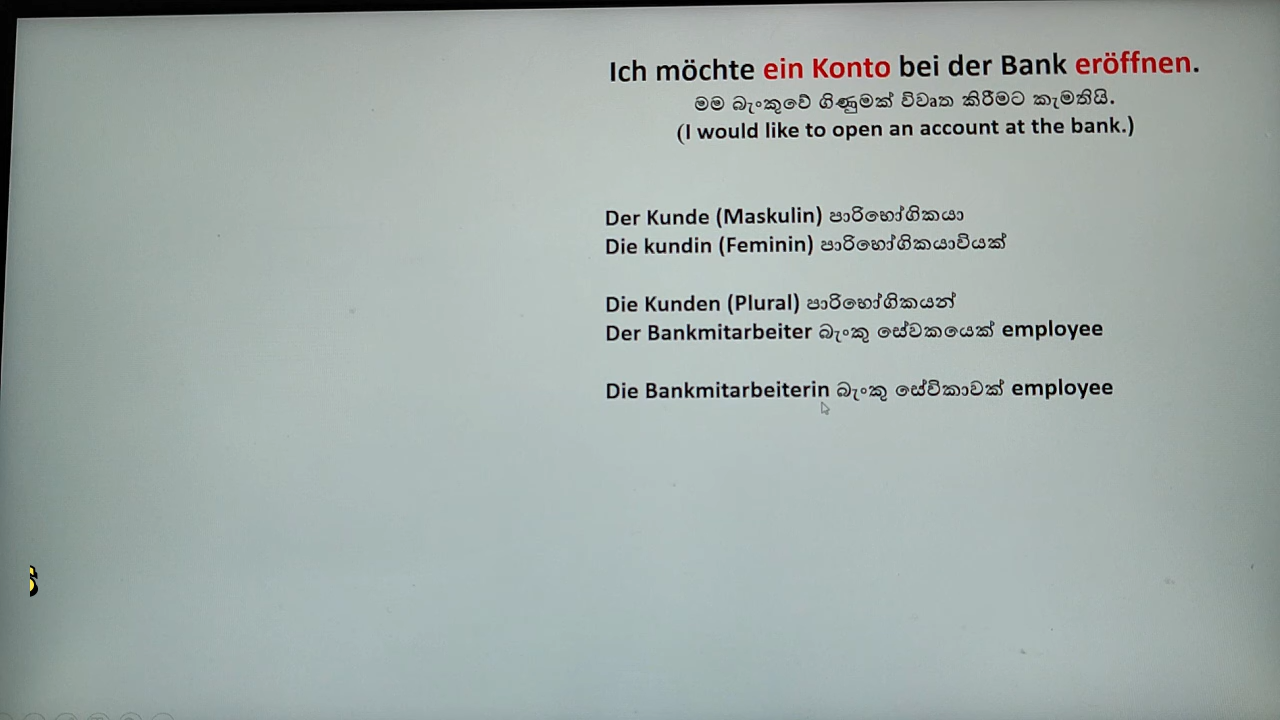 Ich möchte ein Konto bei der Bank eröffnen.
මම බැංකුවේ ගිණුමක් විවෘත කිරීමට කැමතියි.
(I would like to open an account at the bank.)
Der Kunde (Maskulin) පාරිභෝගිකයා
Die kundin (Feminin) පාරිභෝගිකයාවියක්
Die Kunden (Plural) පාරිභෝගිකයන්
Der Bankmitarbeiter බැංකු සේවකයෙක් employee
Die Bankmitarbeiterin බැංකු සේවිකාවක් employee